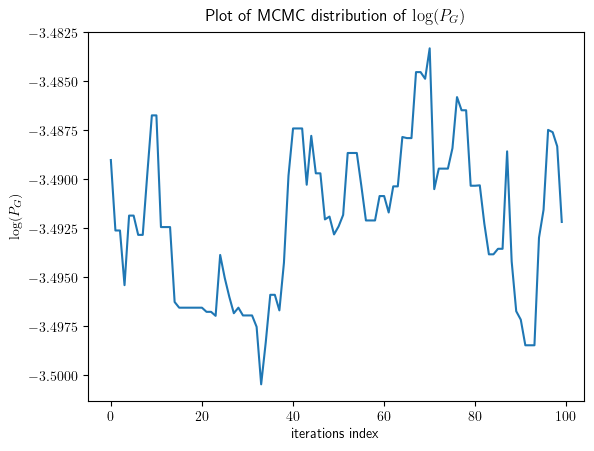 Plot of MCMC distribution of log(P_G)
−3.4825
−3.4850
−3.4875
−3.4900
−3.4925
−3.4950
−3.4975
−3.5000
log(P_G)
0 20 40 60 80 100
iterations index